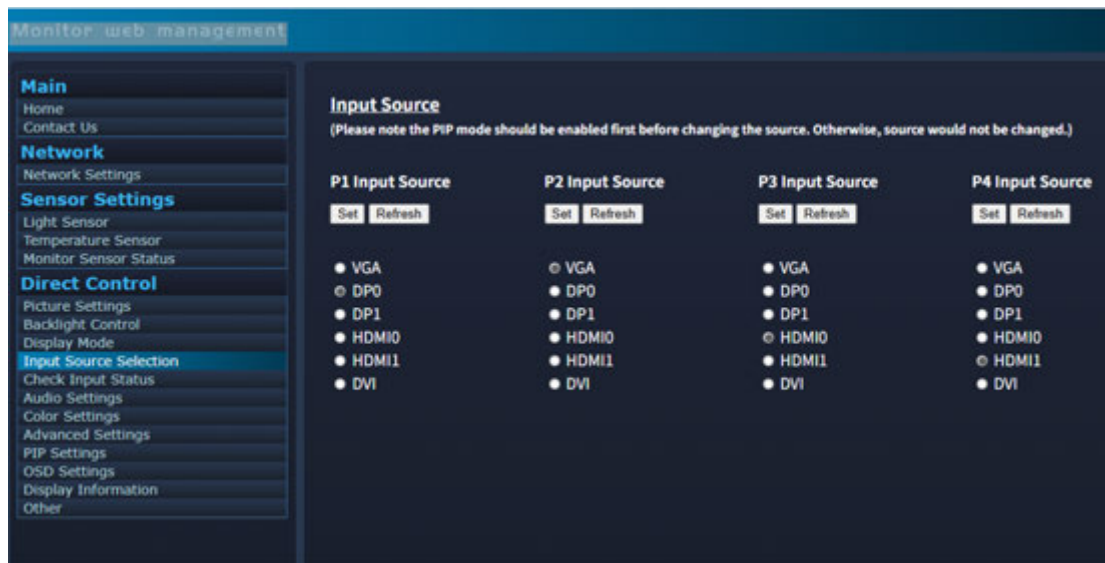 Monitor web management
Main
Home
Contact Us
Network
Network Settings
Sensor Settings
Light Sensor
Temperature Sensor
Monitor Sensor Status
Direct Control
Picture Settings
Backlight Control
Display Mode
Input Source Selection
Check Input Status
Audio Settings
Color Settings
Advanced Settings
PIP Settings
OSD Settings
Display Information
Other
Input Source
(Please note the PIP mode should be enabled first before changing the source. Otherwise, source would not be changed.)
P1 Input Source
Set Refresh
VGA
DP0
DP1
HDMI0
HDMI1
DVI
P2 Input Source
Set Refresh
VGA
DP0
DP1
HDMI0
HDMI1
DVI
P3 Input Source
Set Refresh
VGA
DP0
DP1
HDMI0
HDMI1
DVI
P4 Input Source
Set Refresh
VGA
DP0
DP1
HDMI0
HDMI1
DVI